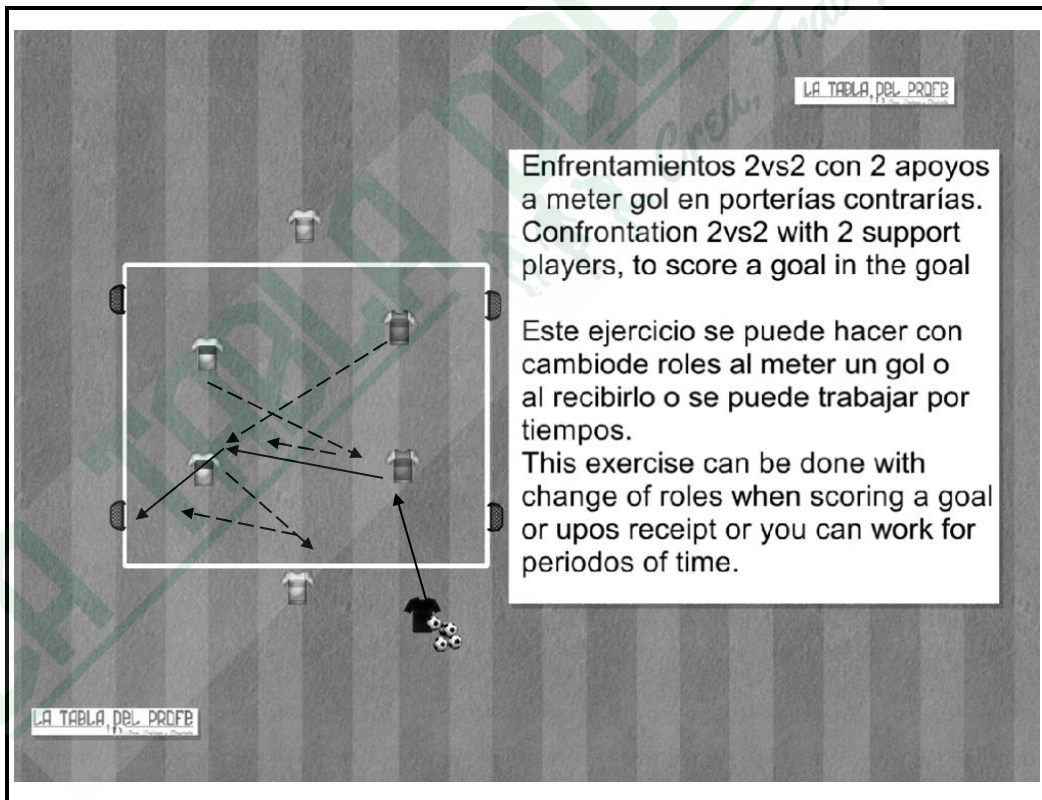 LA TABLA DEL PROFE
Enfrentamientos 2vs2 con 2 apoyos
a meter gol en porterías contrarías.
Confrontation 2vs2 with 2 support
players, to score a goal in the goal
Este ejercicio se puede hacer con
cambiode roles al meter un gol o
al recibirlo o se puede trabajar por
tiempos.
This exercise can be done with
change of roles when scoring a goal
or upos receipt or you can work for
periodos of time.
LA TABLA DEL PROFE